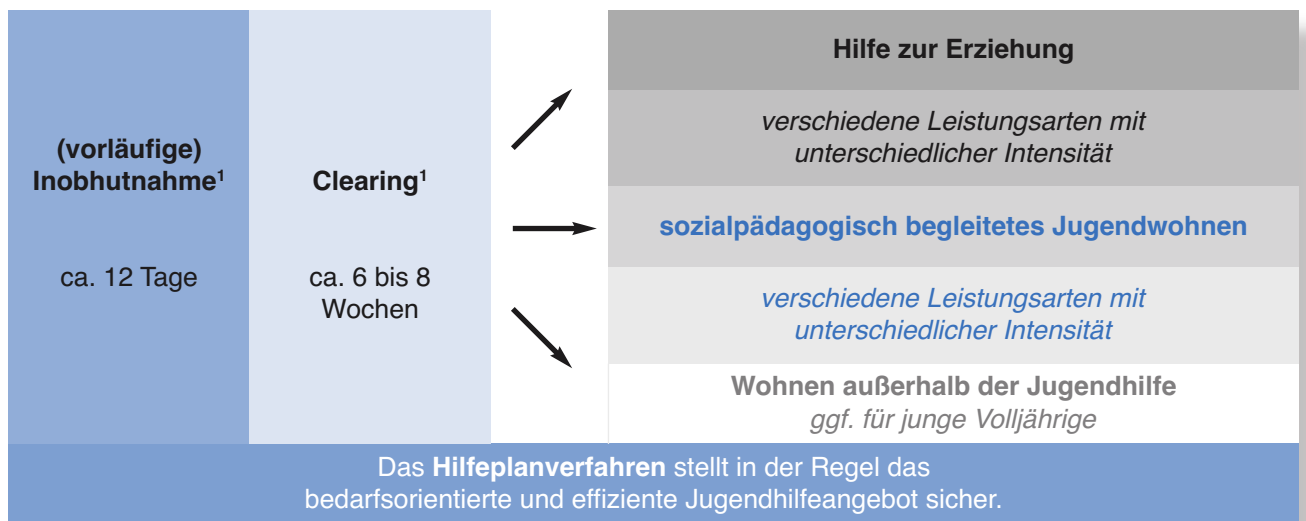 (vorläufige)
Inobhutnahme¹
ca. 12 Tage
Clearing¹
ca. 6 bis 8
Wochen
Hilfe zur Erziehung
verschiedene Leistungsarten mit
unterschiedlicher Intensität
sozialpädagogisch begleitetes Jugendwohnen
verschiedene Leistungsarten mit
unterschiedlicher Intensität
Wohnen außerhalb der Jugendhilfe
ggf. für junge Volljährige
Das Hilfeplanverfahren stellt in der Regel das
bedarfsorientierte und effiziente Jugendhilfeangebot sicher.